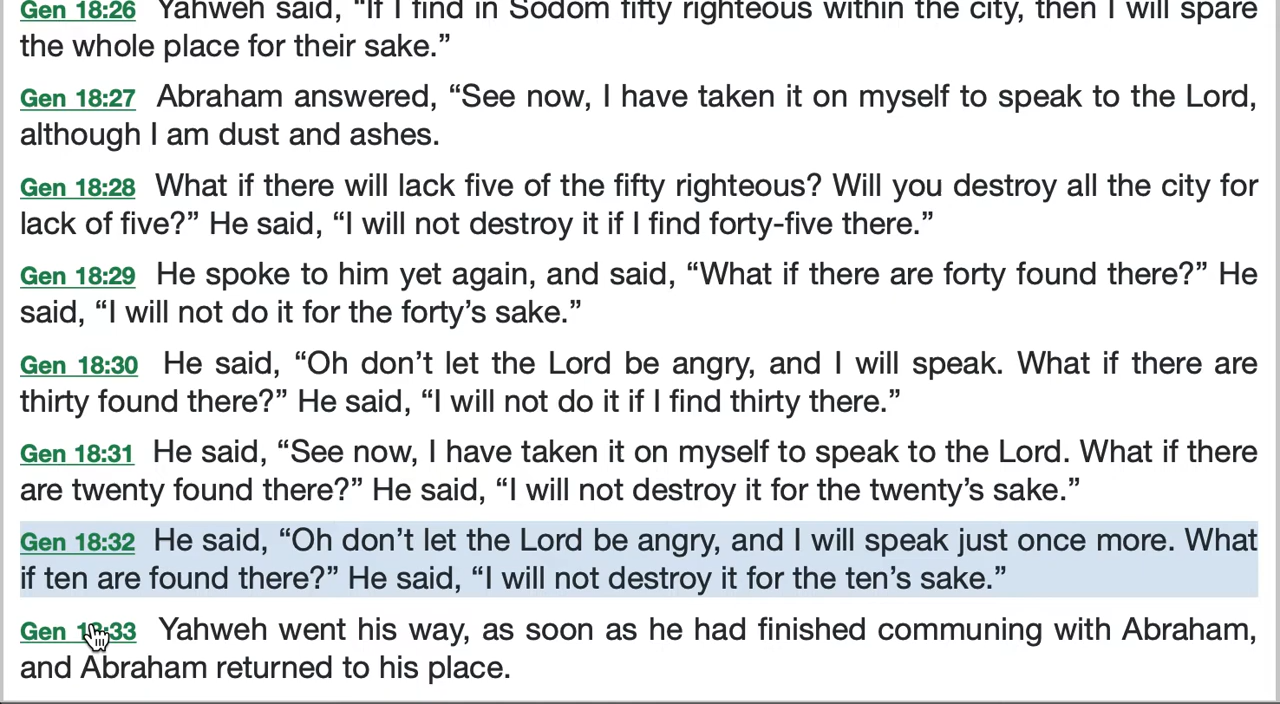 Gen 18:26 Yahweh said, “If I find in Sodom fifty righteous within the city, then I will spare
the whole place for their sake.”
Gen 18:27 Abraham answered, “See now, I have taken it on myself to speak to the Lord,
although I am dust and ashes.
Gen 18:28 What if there will lack five of the fifty righteous? Will you destroy all the city for
lack of five?” He said, “I will not destroy it if I find forty-five there.”
Gen 18:29 He spoke to him yet again, and said, “What if there are forty found there?” He
said, “I will not do it for the forty’s sake.”
Gen 18:30 He said, “Oh don’t let the Lord be angry, and I will speak. What if there are
thirty found there?” He said, “I will not do it if I find thirty there.”
Gen 18:31 He said, “See now, I have taken it on myself to speak to the Lord. What if there
are twenty found there?” He said, “I will not destroy it for the twenty’s sake.”
Gen 18:32 He said, “Oh don’t let the Lord be angry, and I will speak just once more. What
if ten are found there?” He said, “I will not destroy it for the ten’s sake.”
Gen 18:33 Yahweh went his way, as soon as he had finished communing with Abraham,
and Abraham returned to his place.